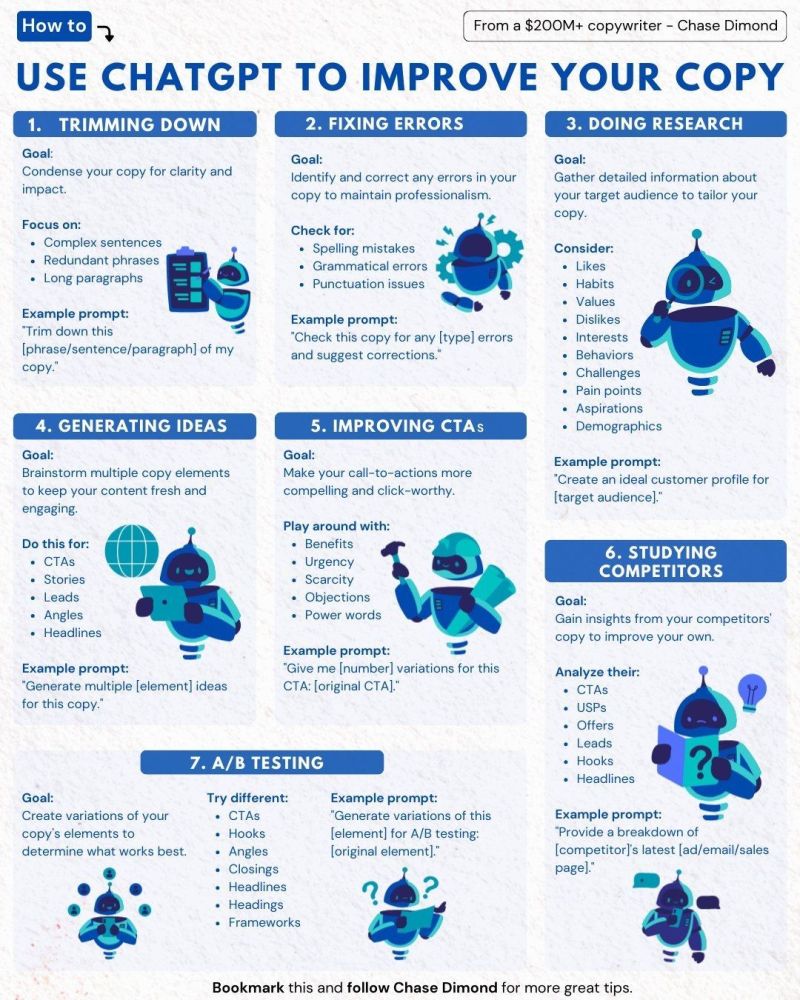 How to
From a $200M+ copywriter - Chase Dimond
USE CHATGPT TO IMPROVE YOUR COPY
1. TRIMMING DOWN
Goal:
Condense your copy for clarity and
impact.
Focus on:
• Complex sentences
• Redundant phrases
• Long paragraphs
Example prompt:
"Trim down this
[phrase/sentence/paragraph] of my
copy."
2. FIXING ERRORS
Goal:
Identify and correct any errors in your
copy to maintain professionalism.
Check for:
• Spelling mistakes
• Grammatical errors
• Punctuation issues
Example prompt:
"Check this copy for any [type] errors
and suggest corrections."
3. DOING RESEARCH
Goal:
Gather detailed information about
your target audience to tailor your
copy.
Consider:
• Likes
• Habits
• Values
• Dislikes
• Interests
• Behaviors
• Challenges
• Pain points
• Aspirations
• Demographics
Example prompt:
"Create an ideal customer profile for
[target audience]."
4. GENERATING IDEAS
Goal:
Brainstorm multiple copy elements
to keep your content fresh and
engaging.
Do this for:
• CTAs
• Stories
• Leads
• Angles
• Headlines
Example prompt:
"Generate multiple [element] ideas
for this copy."
5. IMPROVING CTAs
Goal:
Make your call-to-actions more
compelling and click-worthy.
Play around with:
• Benefits
• Urgency
• Scarcity
• Objections
• Power words
Example prompt:
"Give me [number] variations for this
CTA: [original CTA]."
6. STUDYING
COMPETITORS
Goal:
Gain insights from your competitors'
copy to improve your own.
Analyze their:
• CTAs
• USPs
• Offers
• Leads
• Hooks
• Headlines
?
Example prompt:
"Provide a breakdown of
[competitor]'s latest [ad/email/sales
page]."
7. A/B TESTING
Goal:
Create variations of your
copy's elements to
determine what works best.
Try different:
• CTAs
• Hooks
• Angles
• Closings
• Headlines
• Headings
• Frameworks
Example prompt:
"Generate variations of this
[element] for A/B testing:
[original element]."
? ?
Bookmark this and follow Chase Dimond for more great tips.